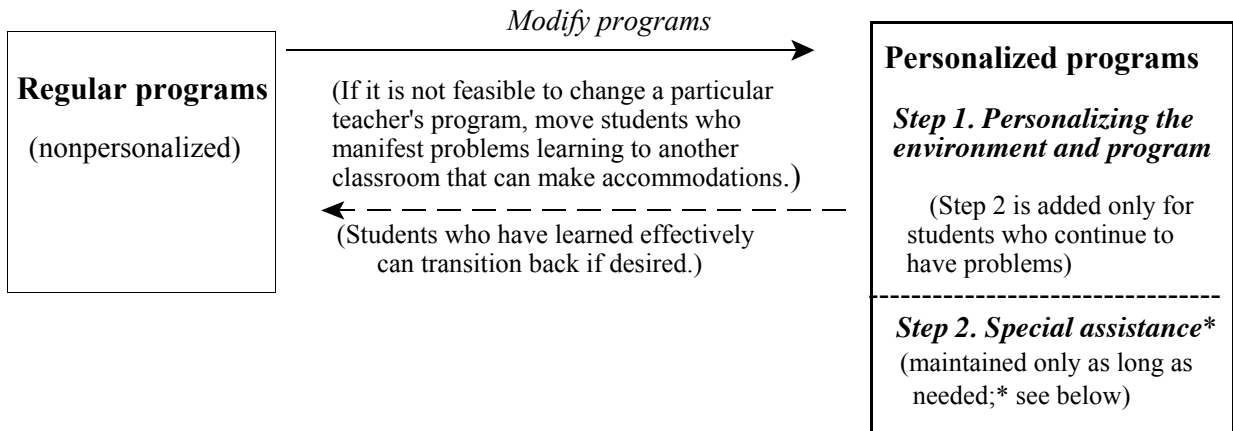 Regular programs
(nonpersonalized)
Modify programs
(If it is not feasible to change a particular
teacher's program, move students who
manifest problems learning to another
classroom that can make accommodations.)
(Students who have learned effectively
can transition back if desired.)
Personalized programs
Step 1. Personalizing the
environment and program
(Step 2 is added only for
students who continue to
have problems)
Step 2. Special assistance*
(maintained only as long as
needed;* see below)